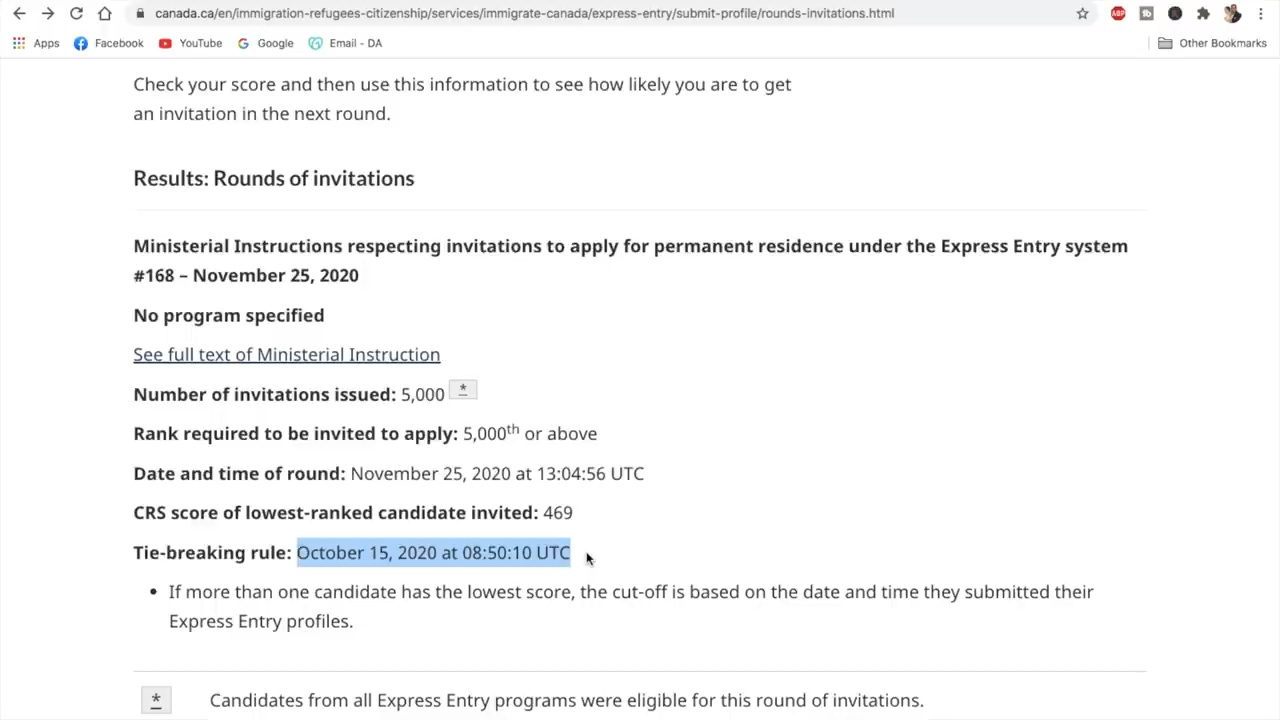 canada.ca/en/immigration-refugees-citizenship/services/immigrate-canada/express-entry/submit-profile/rounds-invitations.html
ABP
Apps Facebook YouTube Google Email - DA Other Bookmarks
Check your score and then use this information to see how likely you are to get
an invitation in the next round.
Results: Rounds of invitations
Ministerial Instructions respecting invitations to apply for permanent residence under the Express Entry system
#168 – November 25, 2020
No program specified
See full text of Ministerial Instruction
Number of invitations issued: 5,000 *
Rank required to be invited to apply: 5,000th or above
Date and time of round: November 25, 2020 at 13:04:56 UTC
CRS score of lowest-ranked candidate invited: 469
Tie-breaking rule: October 15, 2020 at 08:50:10 UTC
• If more than one candidate has the lowest score, the cut-off is based on the date and time they submitted their
Express Entry profiles.
* Candidates from all Express Entry programs were eligible for this round of invitations.